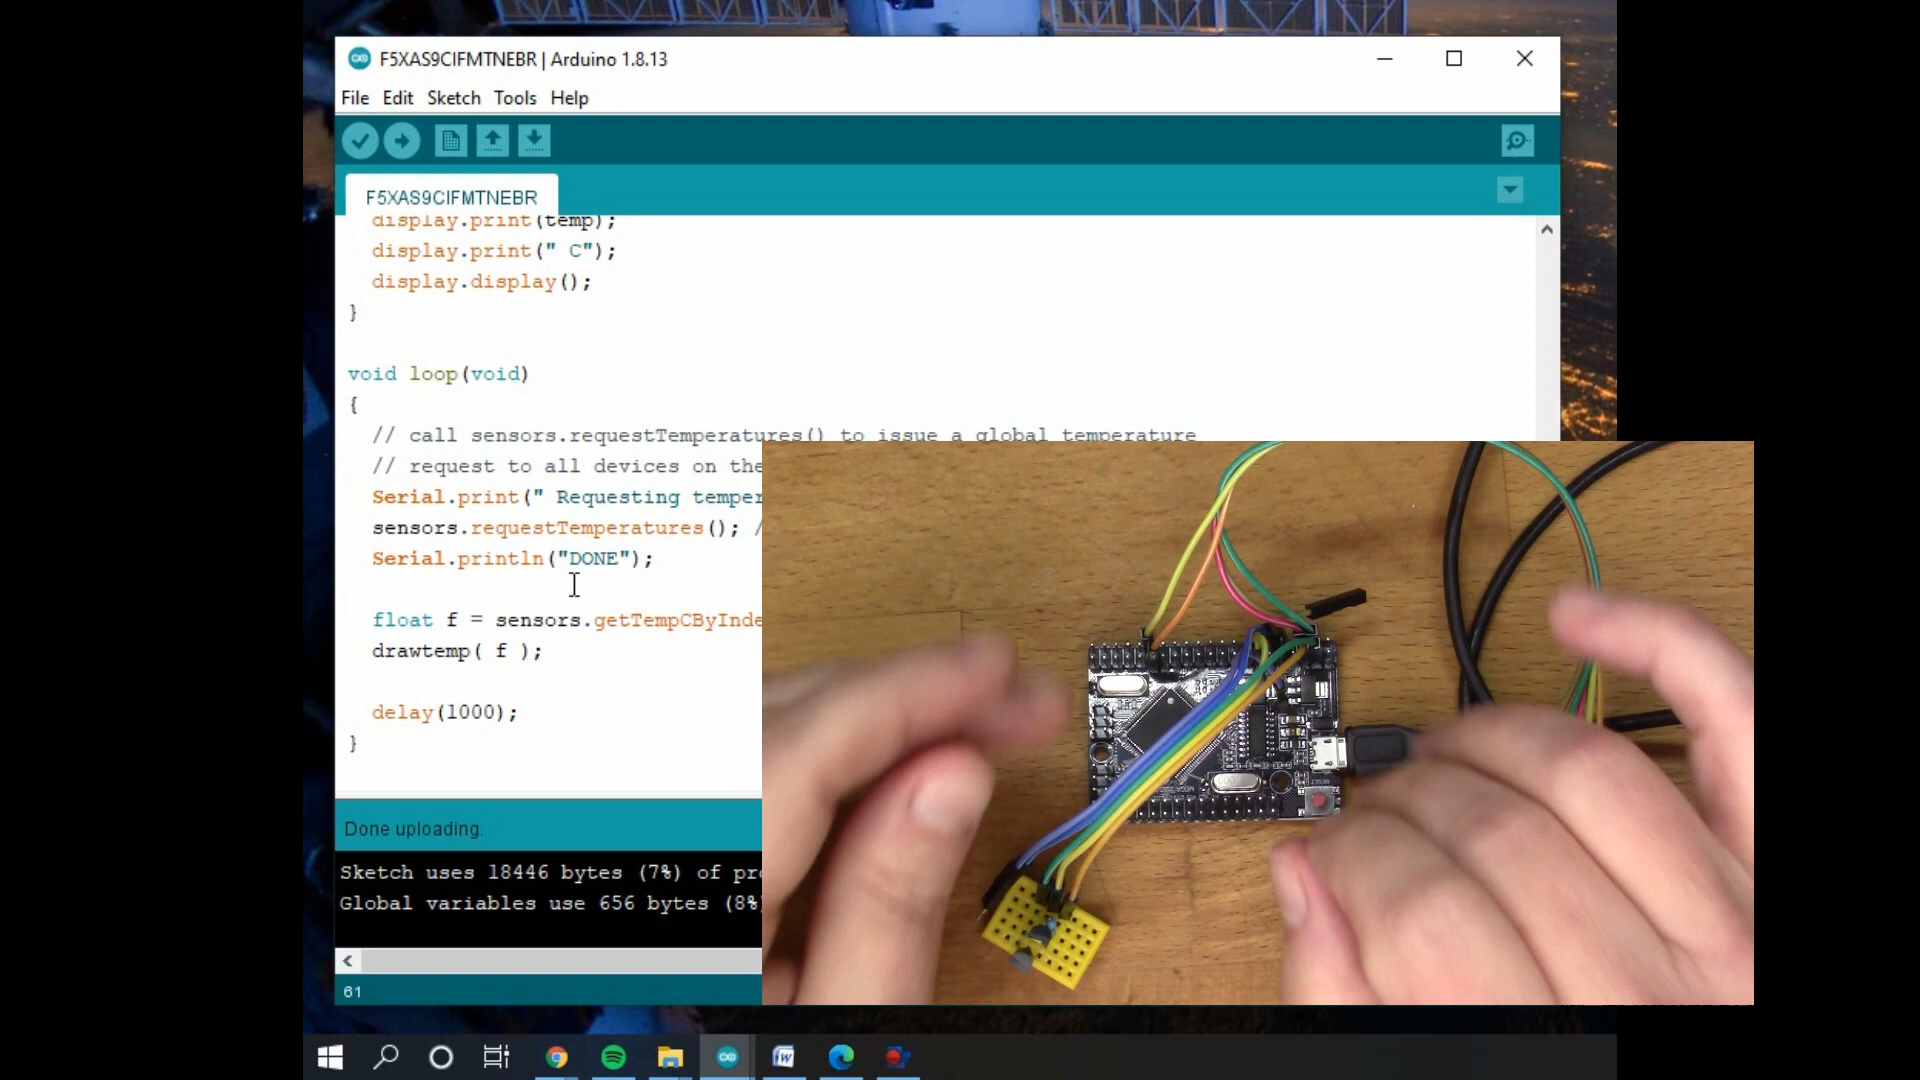 F5XAS9CIFMTNEBR | Arduino 1.8.13
File Edit Sketch Tools Help
F5XAS9CIFMTNEBR
display.print(temp);
display.print(" C");
display.display();
}
void loop(void)
{
// call sensors.requestTemperatures() to issue a global temperature
// request to all devices on the
Serial.print(" Requesting temper
sensors.requestTemperatures(); /
Serial.println("DONE");
float f = sensors.getTempCByInde
drawtemp( f );
delay(1000);
}
Done uploading.
Sketch uses 18446 bytes (7%) of pro
Global variables use 656 bytes (8%)
61